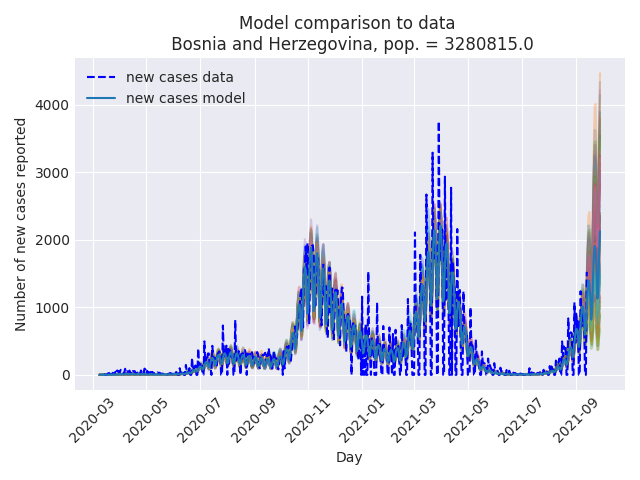 Model comparison to data
Bosnia and Herzegovina, pop. = 3280815.0
new cases data
new cases model
Number of new cases reported
4000
3000
2000
1000
0
2020-03
2020-05
2020-07
2020-09
2020-11
2021-01
2021-03
2021-05
2021-07
2021-09
Day